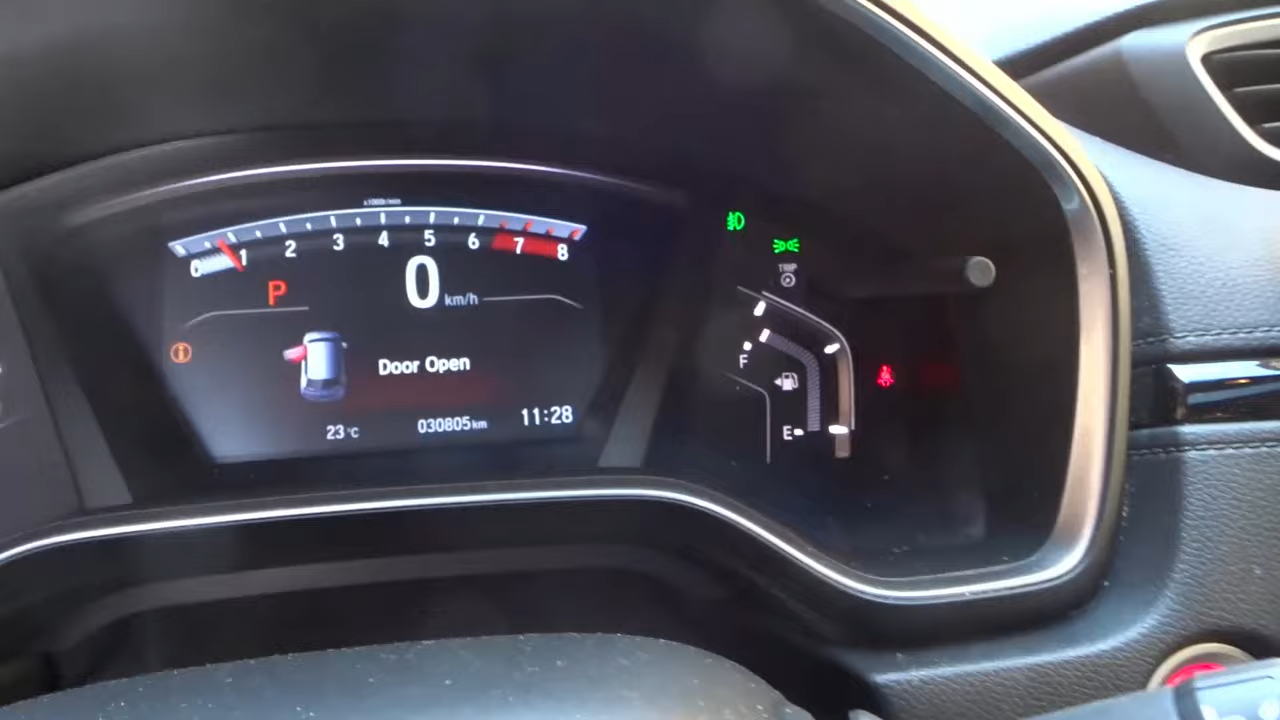 x1000r/min
0 1 2 3 4 5 6 7 8
P
0 km/h
Door Open
23°C
030805km
11:28
TRIP
F
E